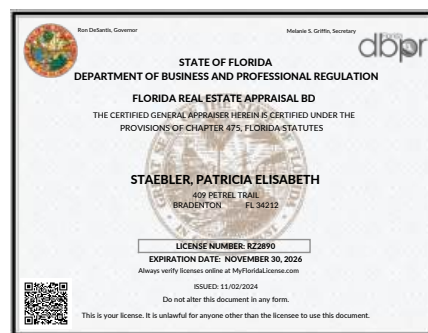 Ron DeSantis, Governor
Melanie S. Griffin, Secretary
Florida
dbpr
STATE OF FLORIDA
DEPARTMENT OF BUSINESS AND PROFESSIONAL REGULATION
FLORIDA REAL ESTATE APPRAISAL BD
THE CERTIFIED GENERAL APPRAISER HEREIN IS CERTIFIED UNDER THE
PROVISIONS OF CHAPTER 475, FLORIDA STATUTES
STAEBLER, PATRICIA ELISABETH
409 PETREL TRAIL
BRADENTON FL 34212
LICENSE NUMBER: RZ2890
EXPIRATION DATE: NOVEMBER 30, 2026
Always verify licenses online at MyFloridaLicense.com
ISSUED: 11/02/2024
Do not alter this document in any form.
This is your license. It is unlawful for anyone other than the licensee to use this document.